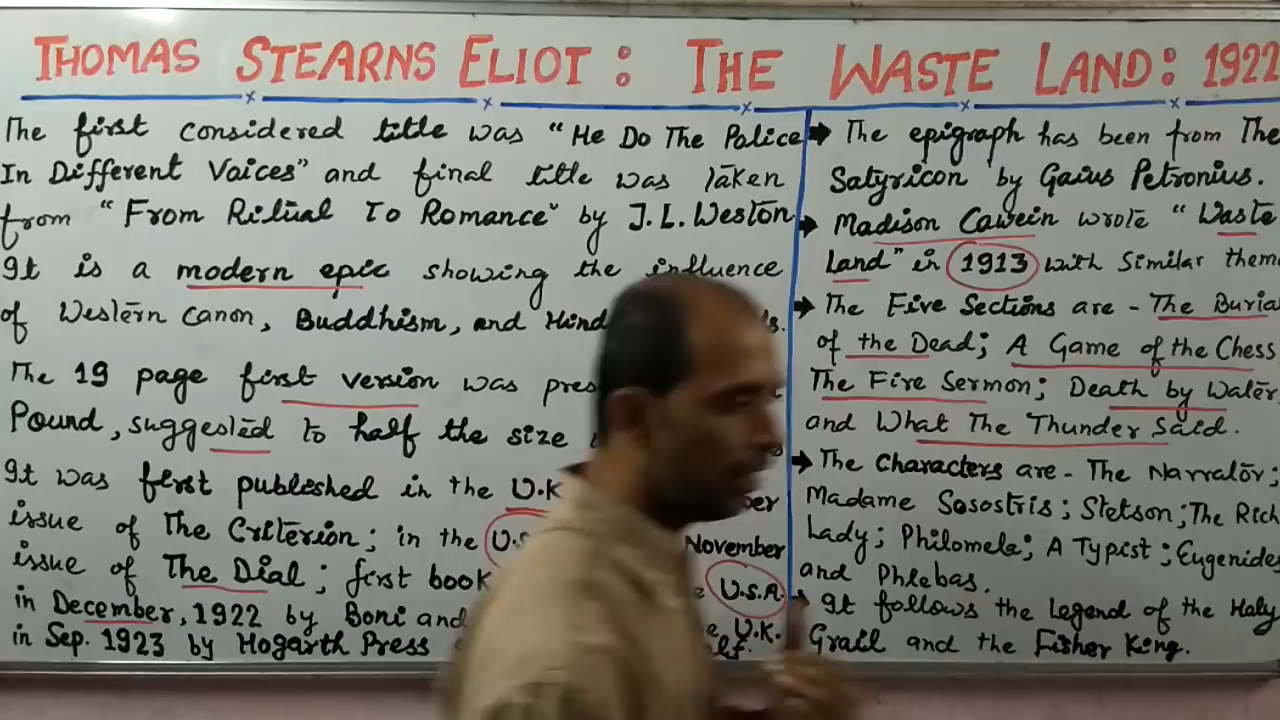 THOMAS STEARNS ELIOT : THE WASTE LAND : 1922
The first considered title was "He Do The Police
In Different Voices" and final title was Taken
from "From Ritual To Romance" by J.L. Weston
It is a modern epic showing the influence
of Western Canon, Buddhism, and
The 19 page first version was
Pound, suggested to half the size
It was first published in the U.K
issue of The Criterion; in the
November
issue of The Dial; first book
U.S.A.
in December, 1922 by Boni and
U.K.
in Sep. 1923 by Hogarth Press
➡ The epigraph has been from The
Satyricon by Gaius Petronius.
➡ Madison Cawein wrote "Waste
Land" in 1913 with Similar
➡ The Five Sections are - The
of the Dead; A Game of the Chess
The Fire Sermon; Death by Water,
and What The Thunder Said.
➡ The Characters are - The Narrator;
Madame Sosostris; Stetson; The Rich
Lady; Philomela; A Typist; Eugenides
and Phlebas.
It follows the Legend of the Holy
Grail and the Fisher King.